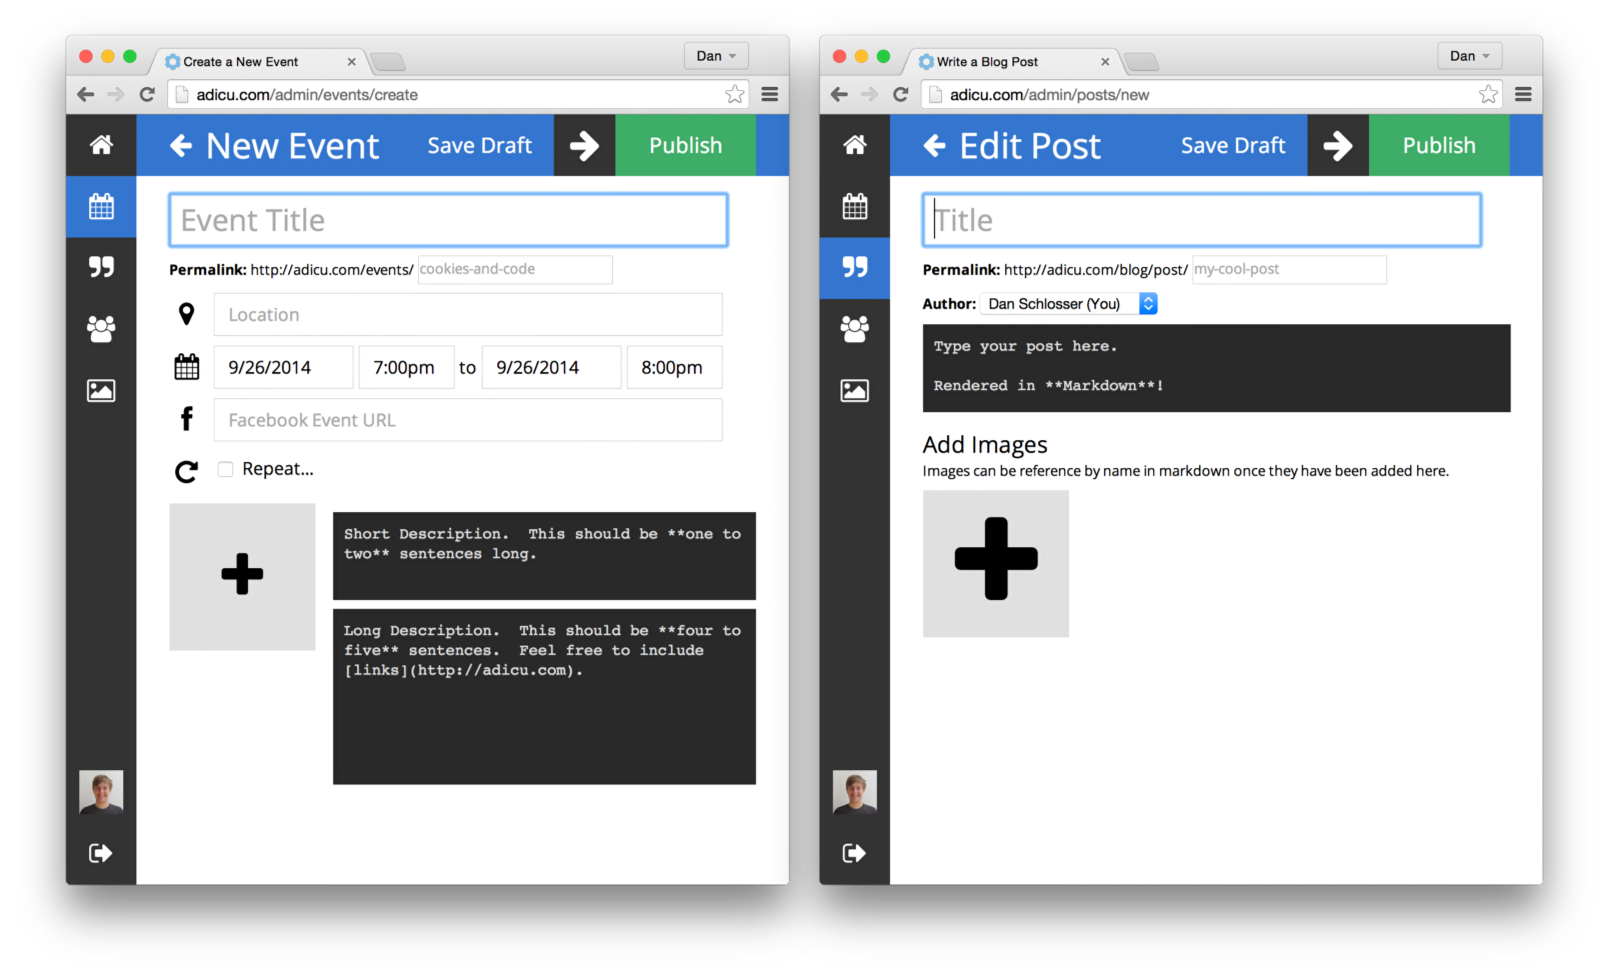 Create a New Event
Dan
adicu.com/admin/events/create
New Event
Save Draft
Publish
Event Title
Permalink: http://adicu.com/events/ cookies-and-code
Location
9/26/2014 7:00pm to 9/26/2014 8:00pm
Facebook Event URL
Repeat...
Short Description.  This should be **one to
two** sentences long.
Long Description.  This should be **four to
five** sentences.  Feel free to include
[links](http://adicu.com).
Write a Blog Post
Dan
adicu.com/admin/posts/new
Edit Post
Save Draft
Publish
Title
Permalink: http://adicu.com/blog/post/ my-cool-post
Author: Dan Schlosser (You)
Type your post here.
Rendered in **Markdown**!
Add Images
Images can be reference by name in markdown once they have been added here.